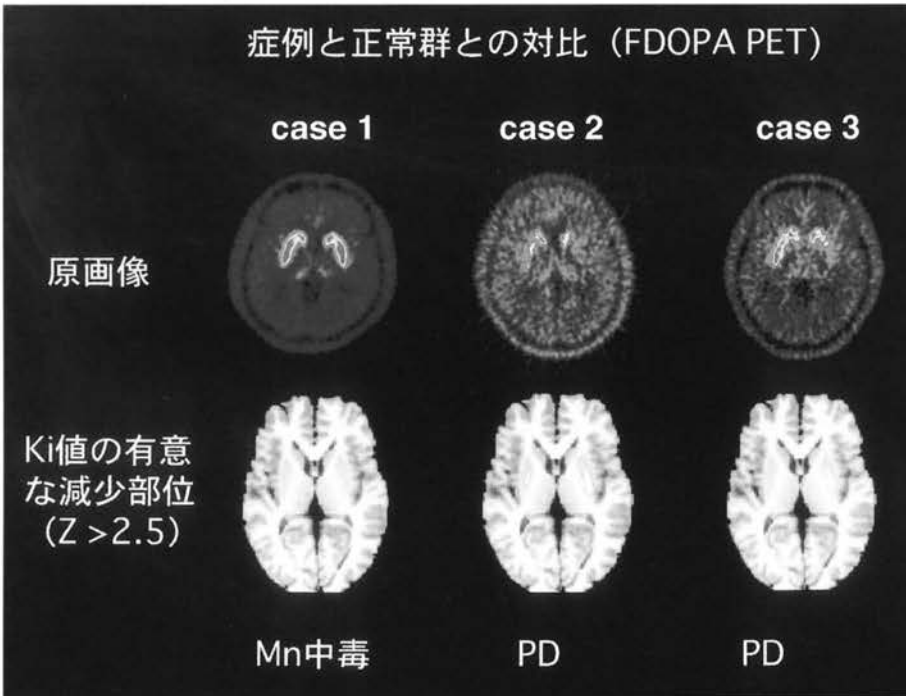 症例と正常群との対比（FDOPA PET）
case 1 case 2 case 3
原画像
Ki値の有意
な減少部位
（Z >2.5）
Mn中毒 PD PD